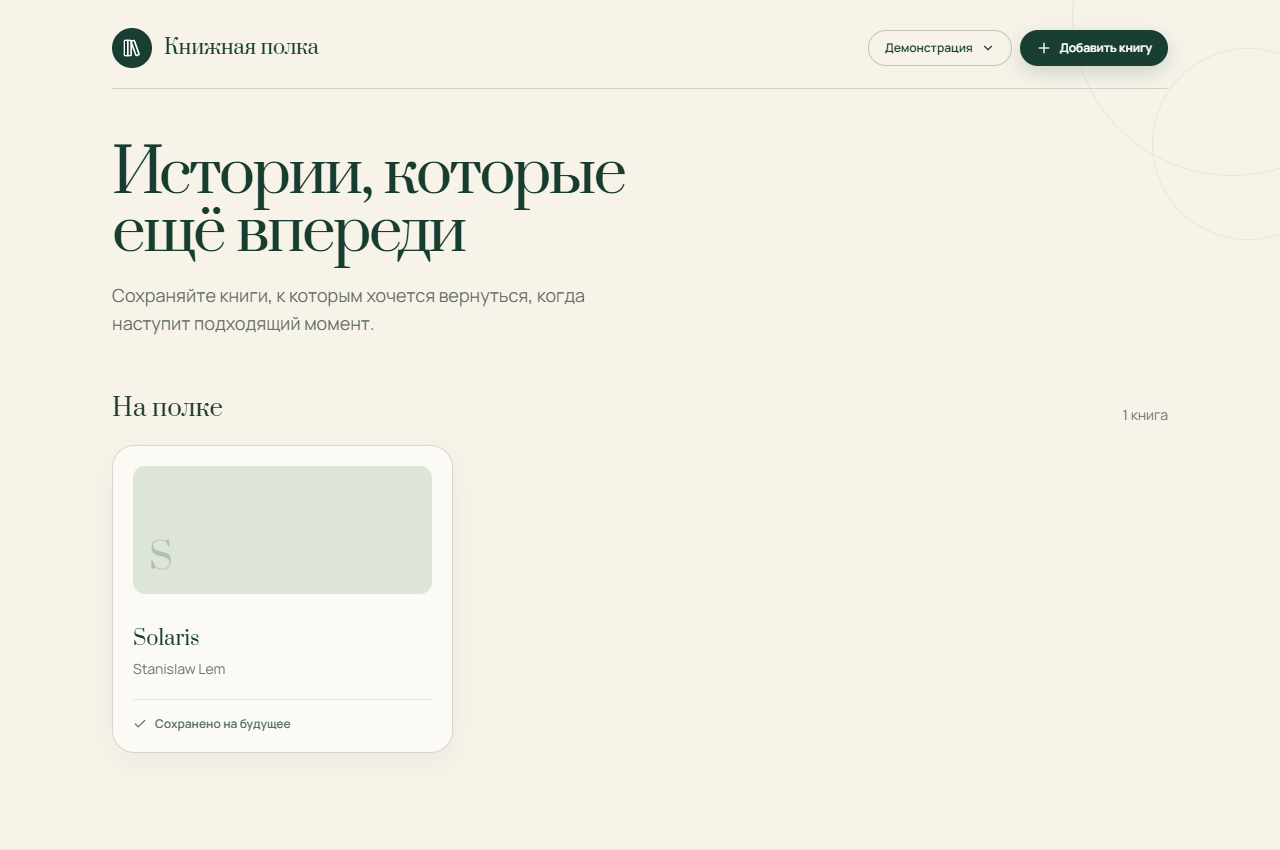 Книжная полка
Демонстрация
Добавить книгу
Истории, которые
ещё впереди
Сохраняйте книги, к которым хочется вернуться, когда
наступит подходящий момент.
На полке
1 книга
S
Solaris
Stanislaw Lem
Сохранено на будущее